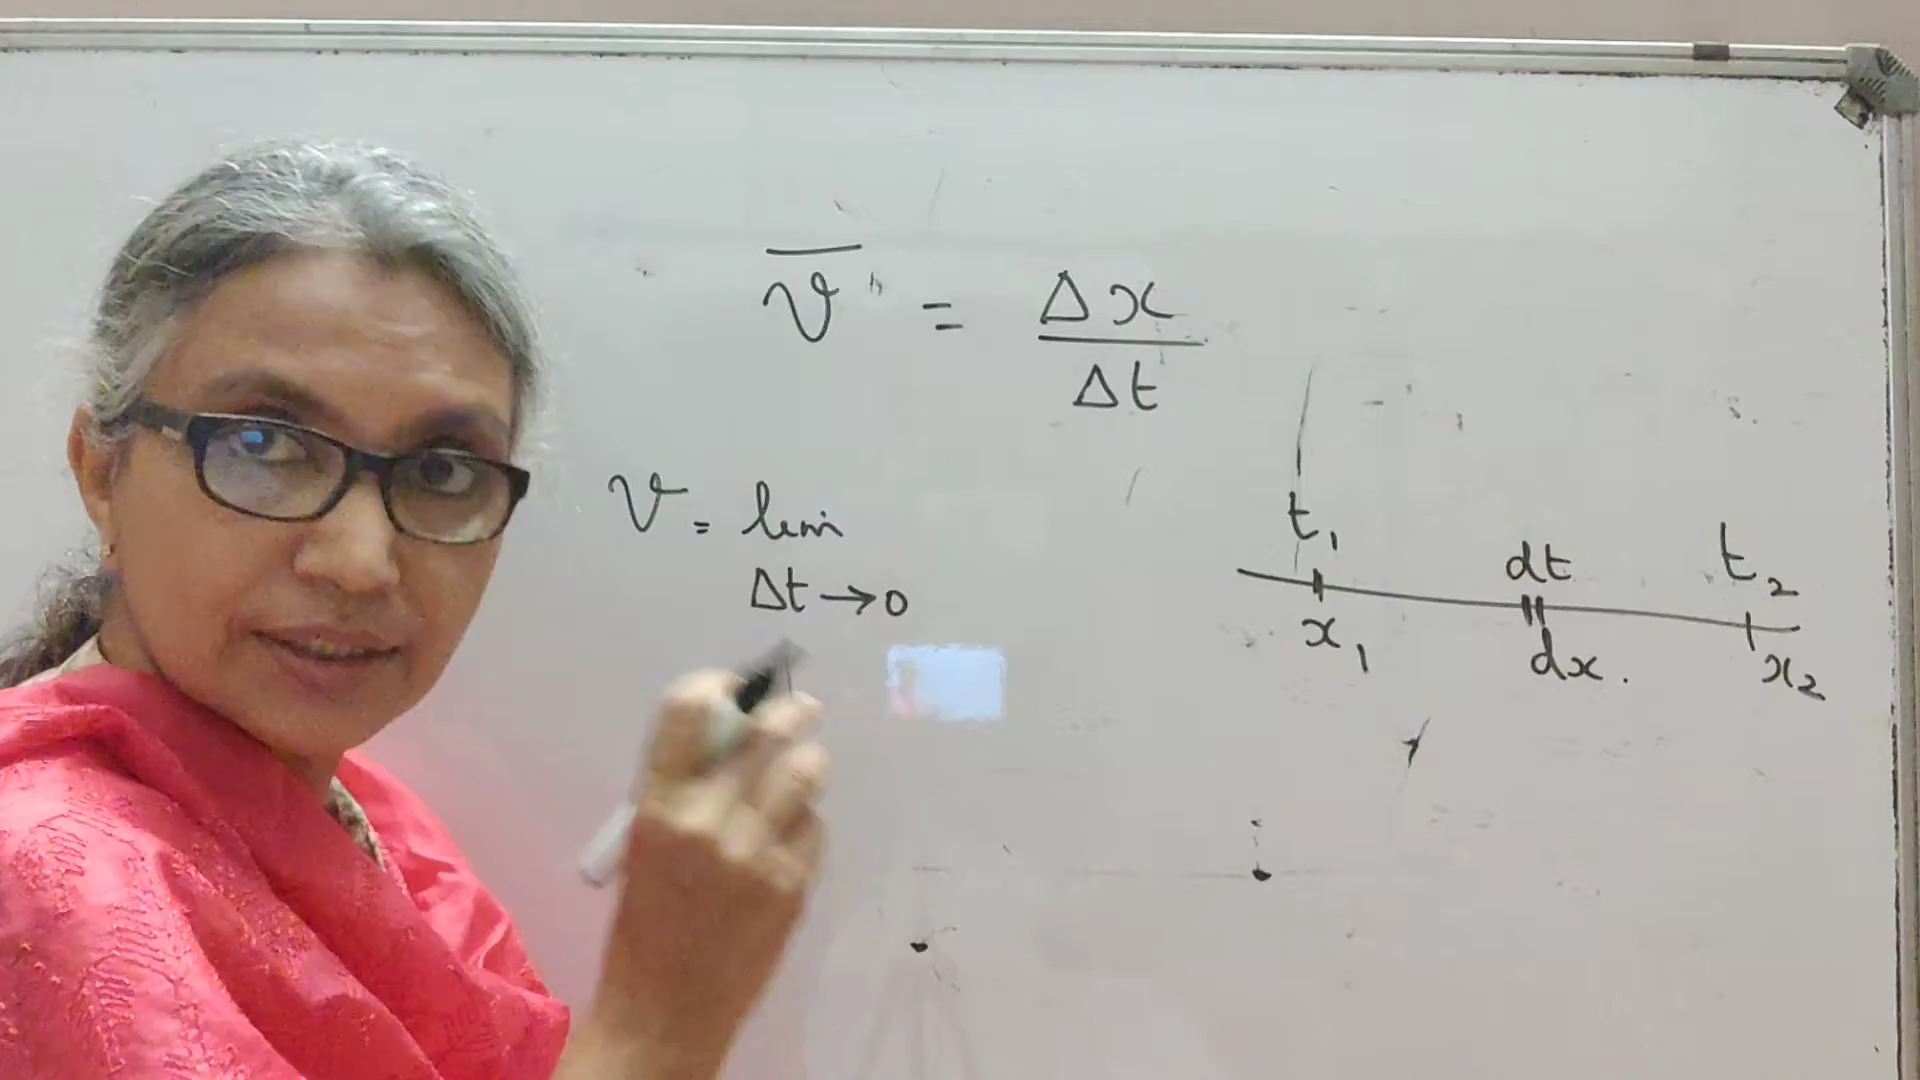 v̅ = Δx
Δt
v = lim
Δt → 0
t₁ dt t₂
x₁ dx. x₂